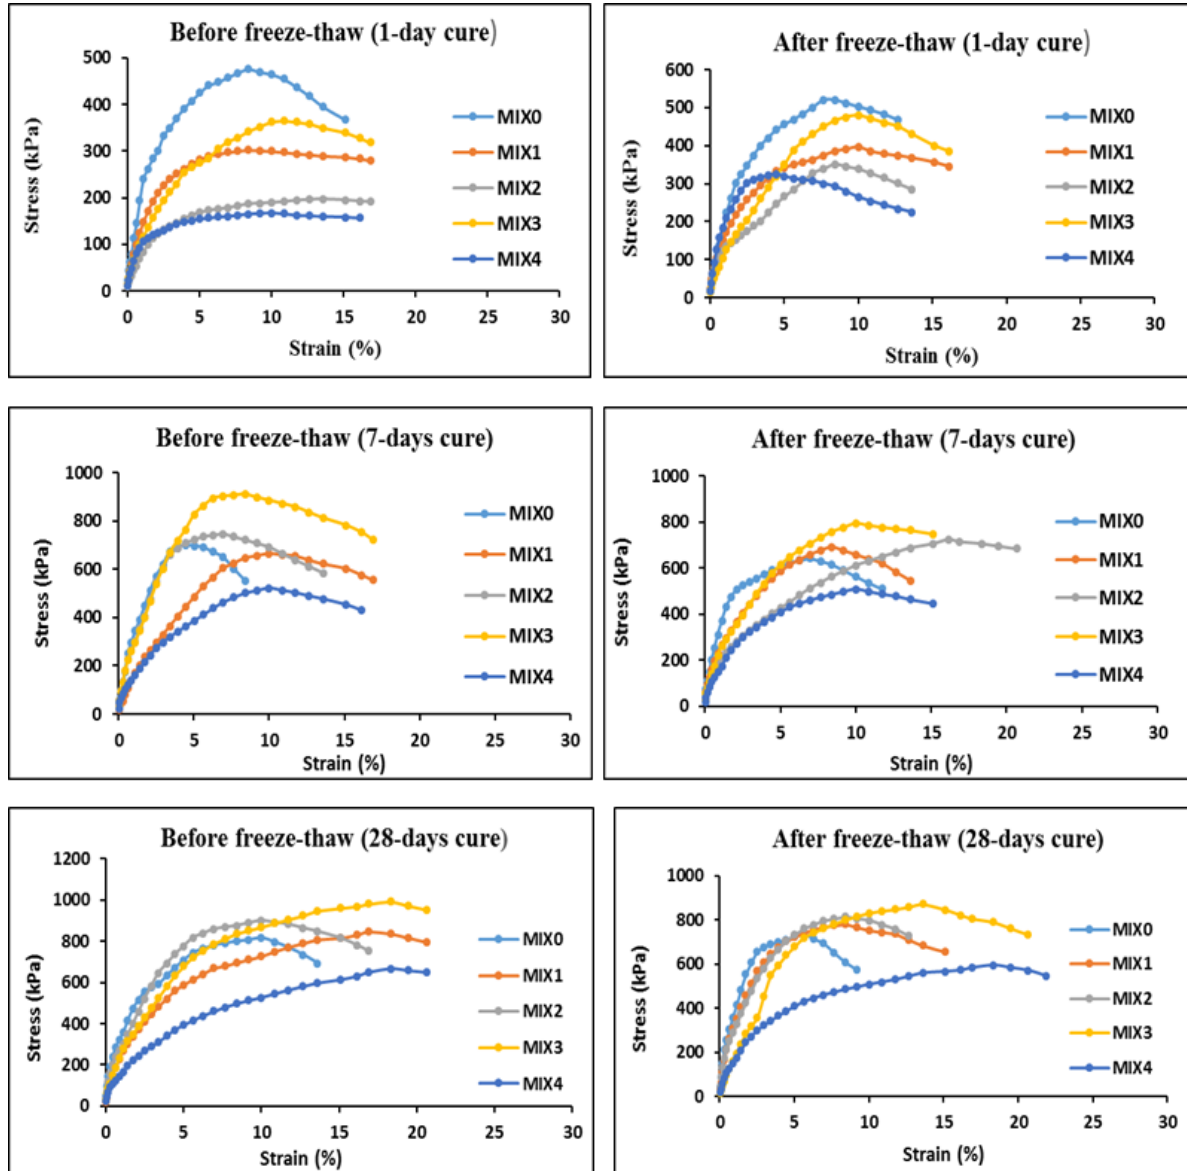 Before freeze-thaw (1-day cure)
500
400
300
200
100
0
0 5 10 15 20 25 30
Stress (kPa)
Strain (%)
MIX0
MIX1
MIX2
MIX3
MIX4
After freeze-thaw (1-day cure)
600
500
400
300
200
100
0
0 5 10 15 20 25 30
Stress (kPa)
Strain (%)
MIX0
MIX1
MIX2
MIX3
MIX4
Before freeze-thaw (7-days cure)
1000
800
600
400
200
0
0 5 10 15 20 25 30
Stress (kPa)
Strain (%)
MIX0
MIX1
MIX2
MIX3
MIX4
After freeze-thaw (7-days cure)
1000
800
600
400
200
0
0 5 10 15 20 25 30
Stress (kPa)
Strain (%)
MIX0
MIX1
MIX2
MIX3
MIX4
Before freeze-thaw (28-days cure)
1200
1000
800
600
400
200
0
0 5 10 15 20 25 30
Stress (kPa)
Strain (%)
MIX0
MIX1
MIX2
MIX3
MIX4
After freeze-thaw (28-days cure)
1000
800
600
400
200
0
0 5 10 15 20 25 30
Stress (kPa)
Strain (%)
MIX0
MIX1
MIX2
MIX3
MIX4